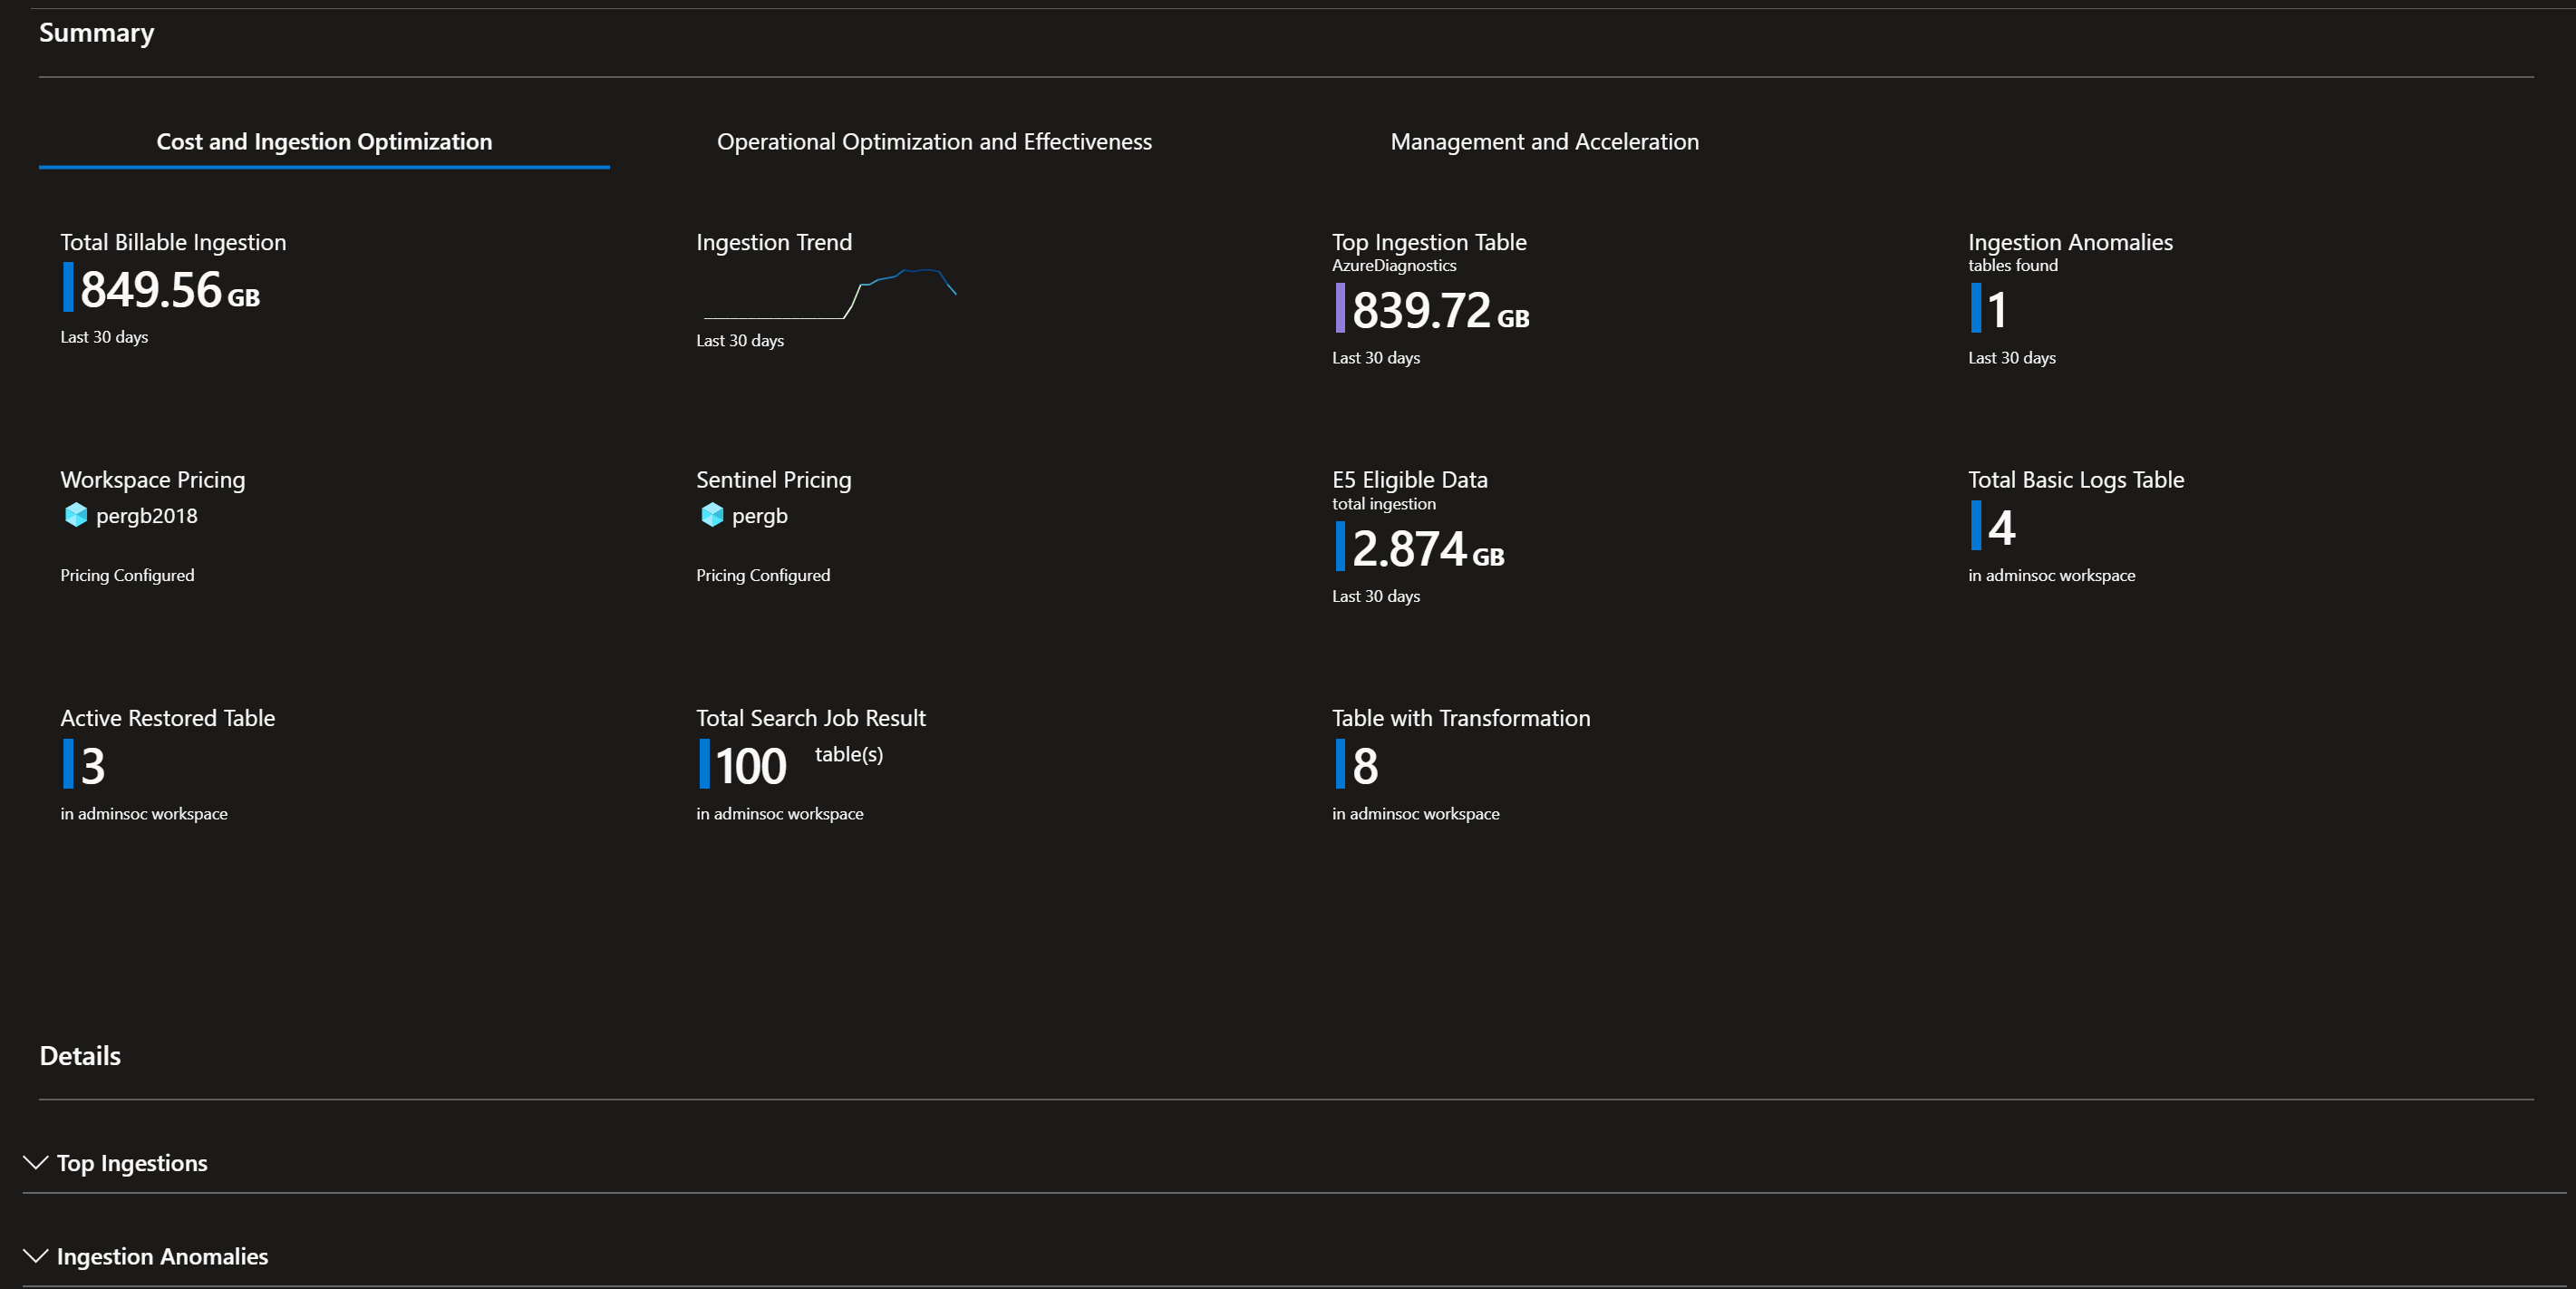 Summary
Cost and Ingestion Optimization
Operational Optimization and Effectiveness
Management and Acceleration
Total Billable Ingestion
849.56 GB
Last 30 days
Ingestion Trend
Last 30 days
Top Ingestion Table
AzureDiagnostics
839.72 GB
Last 30 days
Ingestion Anomalies
tables found
1
Last 30 days
Workspace Pricing
pergb2018
Pricing Configured
Sentinel Pricing
pergb
Pricing Configured
E5 Eligible Data
total ingestion
2.874 GB
Last 30 days
Total Basic Logs Table
4
in adminsoc workspace
Active Restored Table
3
in adminsoc workspace
Total Search Job Result
100 table(s)
in adminsoc workspace
Table with Transformation
8
in adminsoc workspace
Details
Top Ingestions
Ingestion Anomalies